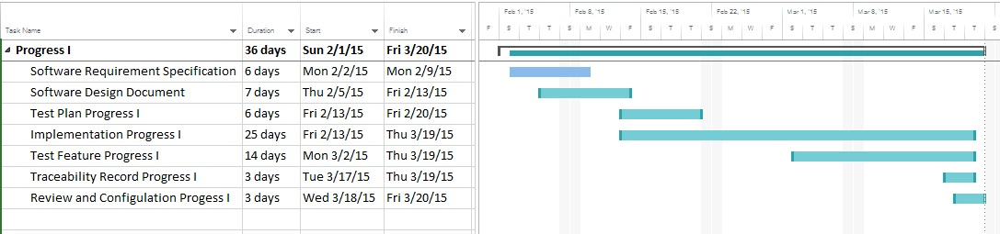 Feb 1, '15 Feb 8, '15 Feb 15, '15 Feb 22, '15 Mar 1, '15 Mar 8, '15 Mar 15, '15
Task Name Duration Start Finish F S T T S M W F S T T S M W F S T T S M W F S T T S
Progress I 36 days Sun 2/1/15 Fri 3/20/15
Software Requirement Specification 6 days Mon 2/2/15 Mon 2/9/15
Software Design Document 7 days Thu 2/5/15 Fri 2/13/15
Test Plan Progress I 6 days Fri 2/13/15 Fri 2/20/15
Implementation Progress I 25 days Fri 2/13/15 Thu 3/19/15
Test Feature Progress I 14 days Mon 3/2/15 Thu 3/19/15
Traceability Record Progress I 3 days Tue 3/17/15 Thu 3/19/15
Review and Configulation Progess I 3 days Wed 3/18/15 Fri 3/20/15